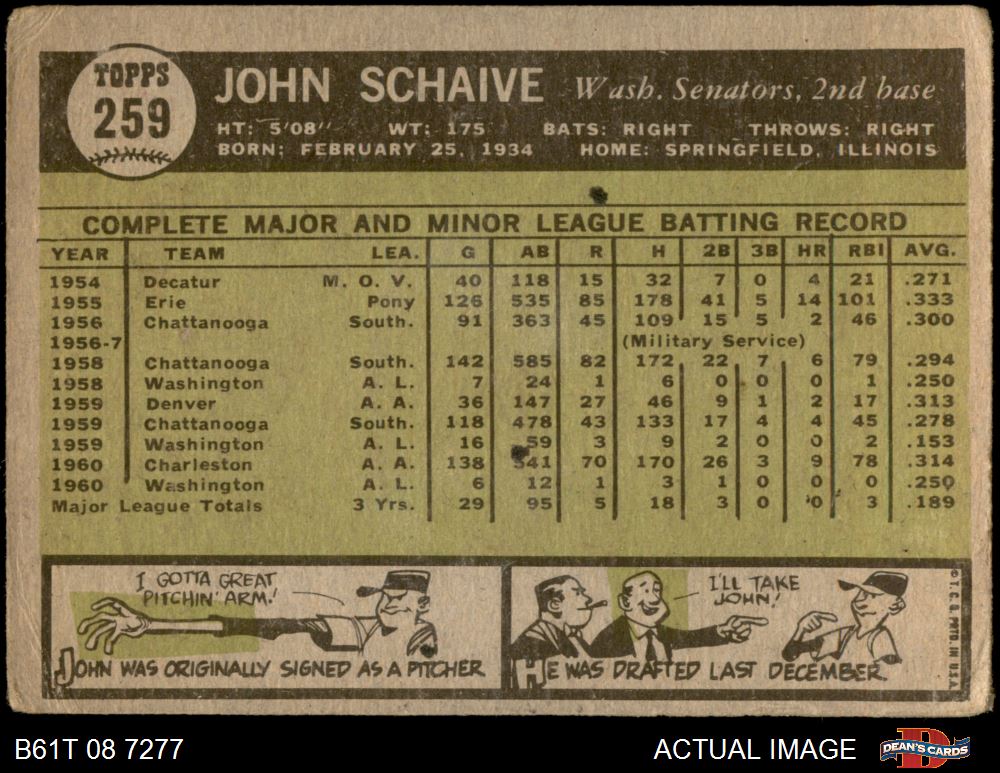 TOPPS
259
JOHN SCHAIVE Wash. Senators, 2nd base
HT: 5'08" WT: 175 BATS: RIGHT THROWS: RIGHT
BORN: FEBRUARY 25, 1934 HOME: SPRINGFIELD, ILLINOIS
COMPLETE MAJOR AND MINOR LEAGUE BATTING RECORD
YEAR TEAM LEA. G AB R H 2B 3B HR RBI AVG.
1954 Decatur M. O. V. 40 118 15 32 7 0 4 21 .271
1955 Erie Pony 126 535 85 178 41 5 14 101 .333
1956 Chattanooga South. 91 363 45 109 15 5 2 46 .300
1956-7 (Military Service)
1958 Chattanooga South. 142 585 82 172 22 7 6 79 .294
1958 Washington A. L. 7 24 1 6 0 0 0 1 .250
1959 Denver A. A. 36 147 27 46 9 1 2 17 .313
1959 Chattanooga South. 118 478 43 133 17 4 4 45 .278
1959 Washington A. L. 16 59 3 9 2 0 0 2 .153
1960 Charleston A. A. 138 541 70 170 26 3 9 78 .314
1960 Washington A. L. 6 12 1 3 1 0 0 0 .250
Major League Totals 3 Yrs. 29 95 5 18 3 0 0 3 .189
I GOTTA GREAT
PITCHIN' ARM!
JOHN WAS ORIGINALLY SIGNED AS A PITCHER
I'LL TAKE
JOHN!
HE WAS DRAFTED LAST DECEMBER.
© T. C. G. PRTD. IN U.S.A.
B61T 08 7277
ACTUAL IMAGE
DEAN'S CARDS